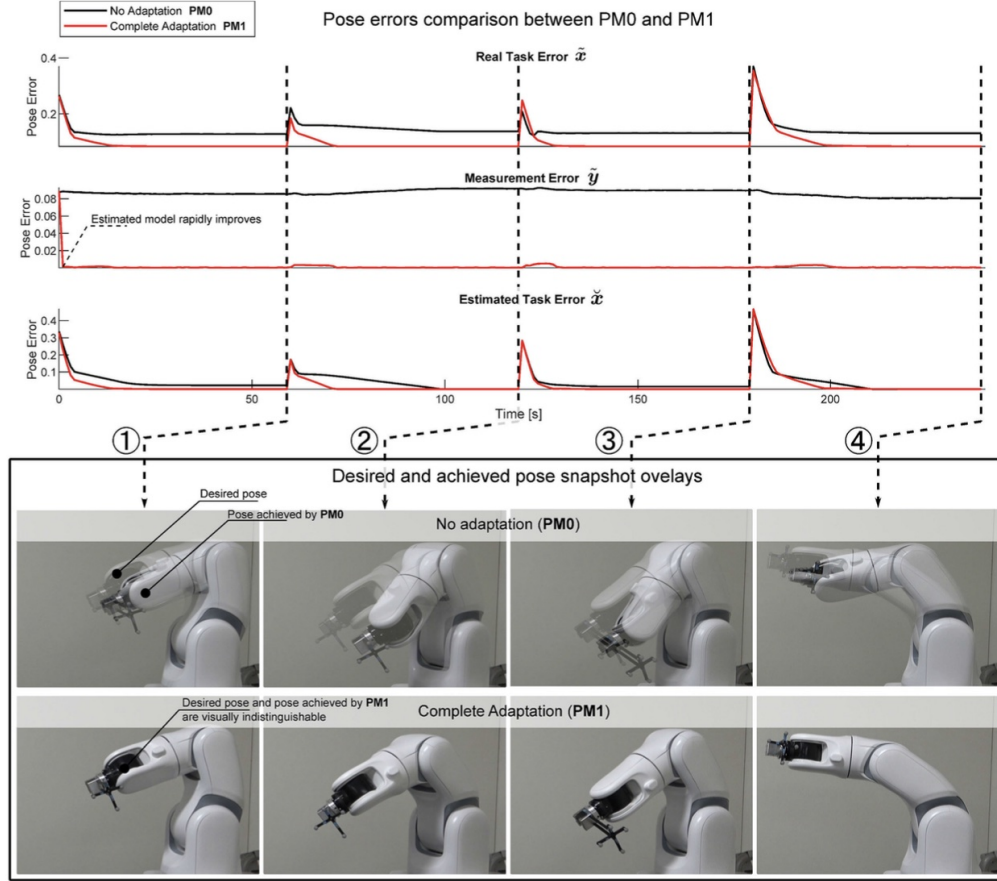 No Adaptation PM0
Complete Adaptation PM1
Pose errors comparison between PM0 and PM1
Real Task Error x̃
Pose Error
0.4
0.2
Measurement Error ỹ
Pose Error
0.08
0.06
0.04
0.02
Estimated model rapidly improves
Estimated Task Error x̆
Pose Error
0.4
0.3
0.2
0.1
0
50
100
150
200
Time [s]
①
②
③
④
Desired and achieved pose snapshot ovelays
Desired pose
Pose achieved by PM0
No adaptation (PM0)
Desired pose and pose achieved by PM1
are visually indistinguishable
Complete Adaptation (PM1)